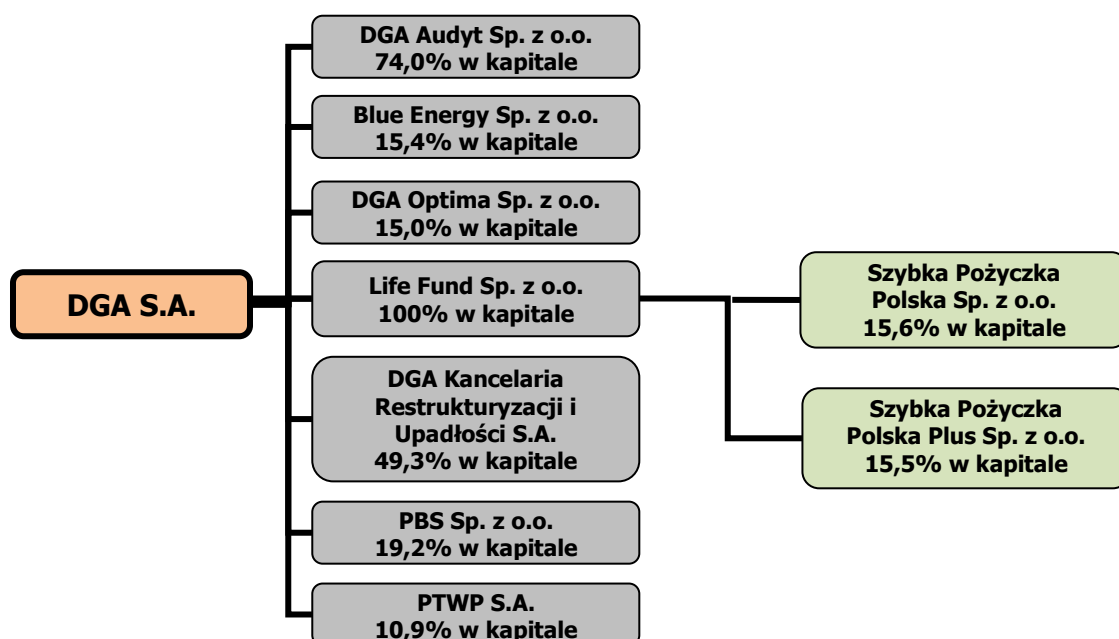 DGA S.A.
DGA Audyt Sp. z o.o.
74,0% w kapitale
Blue Energy Sp. z o.o.
15,4% w kapitale
DGA Optima Sp. z o.o.
15,0% w kapitale
Life Fund Sp. z o.o.
100% w kapitale
DGA Kancelaria
Restrukturyzacji i
Upadłości S.A.
49,3% w kapitale
PBS Sp. z o.o.
19,2% w kapitale
PTWP S.A.
10,9% w kapitale
Szybka Pożyczka
Polska Sp. z o.o.
15,6% w kapitale
Szybka Pożyczka
Polska Plus Sp. z o.o.
15,5% w kapitale